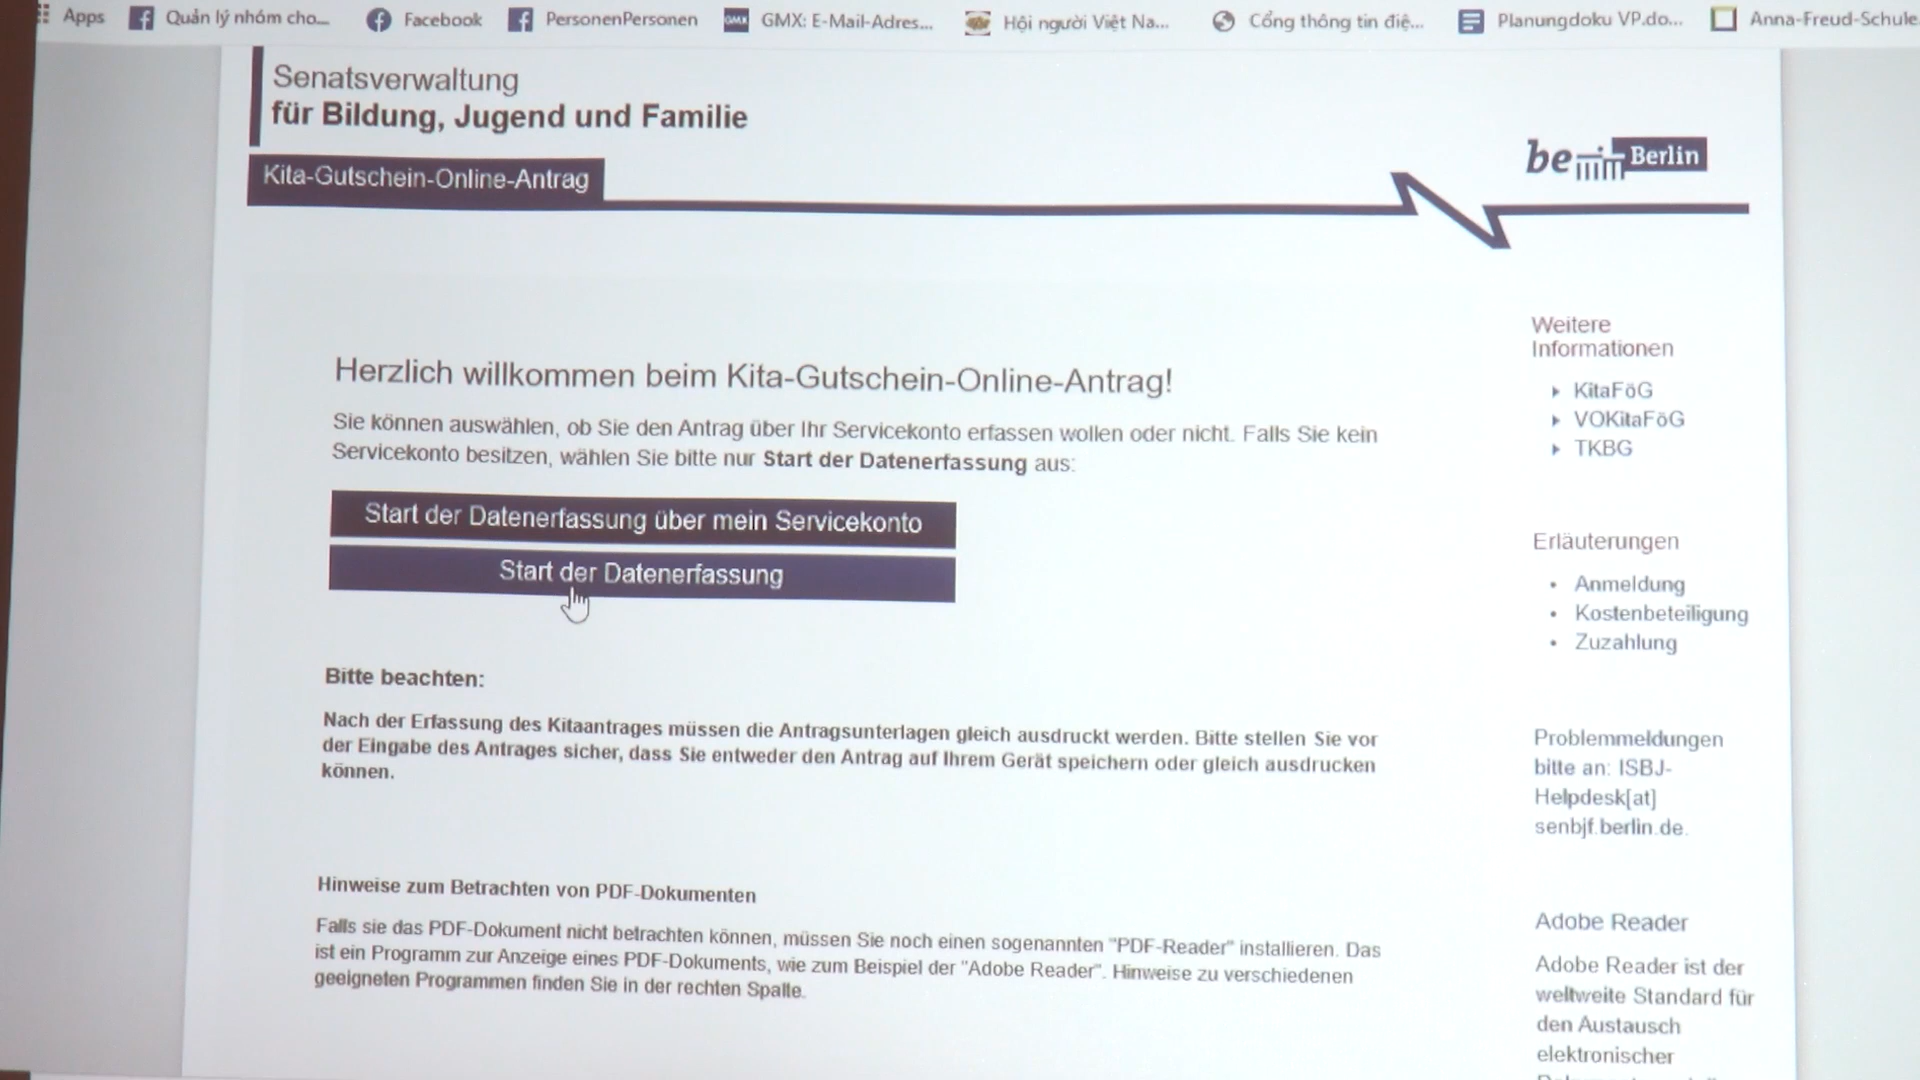 Apps Quản lý nhóm cho... Facebook PersonenPersonen GMX: E-Mail-Adres... Hội người Việt Na... Cổng thông tin điệ... Planungdoku VP.do... Anna-Freud-Schule
Senatsverwaltung
für Bildung, Jugend und Familie
Kita-Gutschein-Online-Antrag
be Berlin
Herzlich willkommen beim Kita-Gutschein-Online-Antrag!
Sie können auswählen, ob Sie den Antrag über Ihr Servicekonto erfassen wollen oder nicht. Falls Sie kein
Servicekonto besitzen, wählen Sie bitte nur Start der Datenerfassung aus:
Start der Datenerfassung über mein Servicekonto
Start der Datenerfassung
Bitte beachten:
Nach der Erfassung des Kitaantrages müssen die Antragsunterlagen gleich ausdruckt werden. Bitte stellen Sie vor
der Eingabe des Antrages sicher, dass Sie entweder den Antrag auf Ihrem Gerät speichern oder gleich ausdrucken
können.
Hinweise zum Betrachten von PDF-Dokumenten
Falls sie das PDF-Dokument nicht betrachten können, müssen Sie noch einen sogenannten "PDF-Reader" installieren. Das
ist ein Programm zur Anzeige eines PDF-Dokuments, wie zum Beispiel der "Adobe Reader". Hinweise zu verschiedenen
geeigneten Programmen finden Sie in der rechten Spalte.
Weitere
Informationen
KitaFöG
VOKitaFöG
TKBG
Erläuterungen
Anmeldung
Kostenbeteiligung
Zuzahlung
Problemmeldungen
bitte an: ISBJ-
Helpdesk[at]
senbjf.berlin.de.
Adobe Reader
Adobe Reader ist der
weltweite Standard für
den Austausch
elektronischer